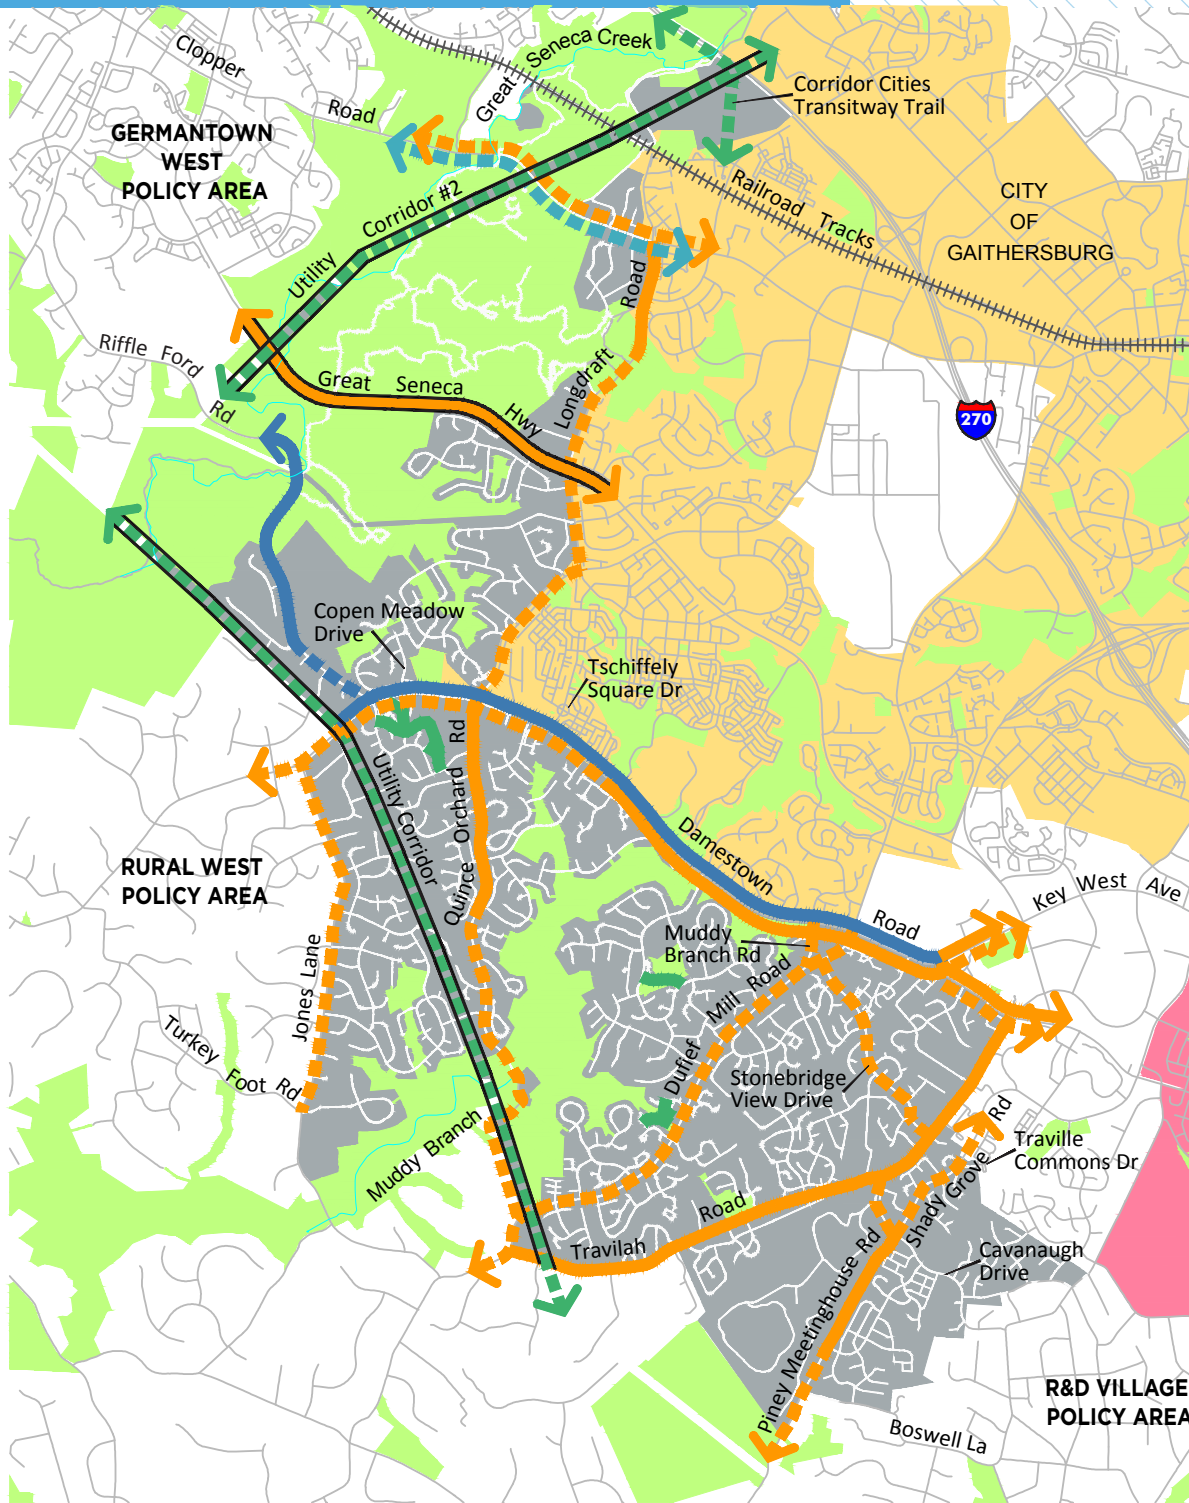 Clopper
Road
Great Seneca Creek
Corridor Cities
Transitway Trail
GERMANTOWN
WEST
POLICY AREA
CITY
OF
GAITHERSBURG
Railroad Tracks
Utility Corridor #2
Road
Longdraft
Riffle Ford
Rd
Great Seneca
Hwy
270
Copen Meadow
Drive
Tschiffely
Square Dr
Utility Corridor
Quince Orchard Rd
Damestown
Road
Key West Ave
RURAL WEST
POLICY AREA
Muddy
Branch Rd
Jones Lane
Turkey
Foot Rd
Dufief Mill Road
Stonebridge
View Drive
Muddy Branch
Shady Grove Rd
Traville
Commons Dr
Travilah Road
Cavanaugh
Drive
Piney Meetinghouse Rd
R&D VILLAGE
POLICY AREA
Boswell La